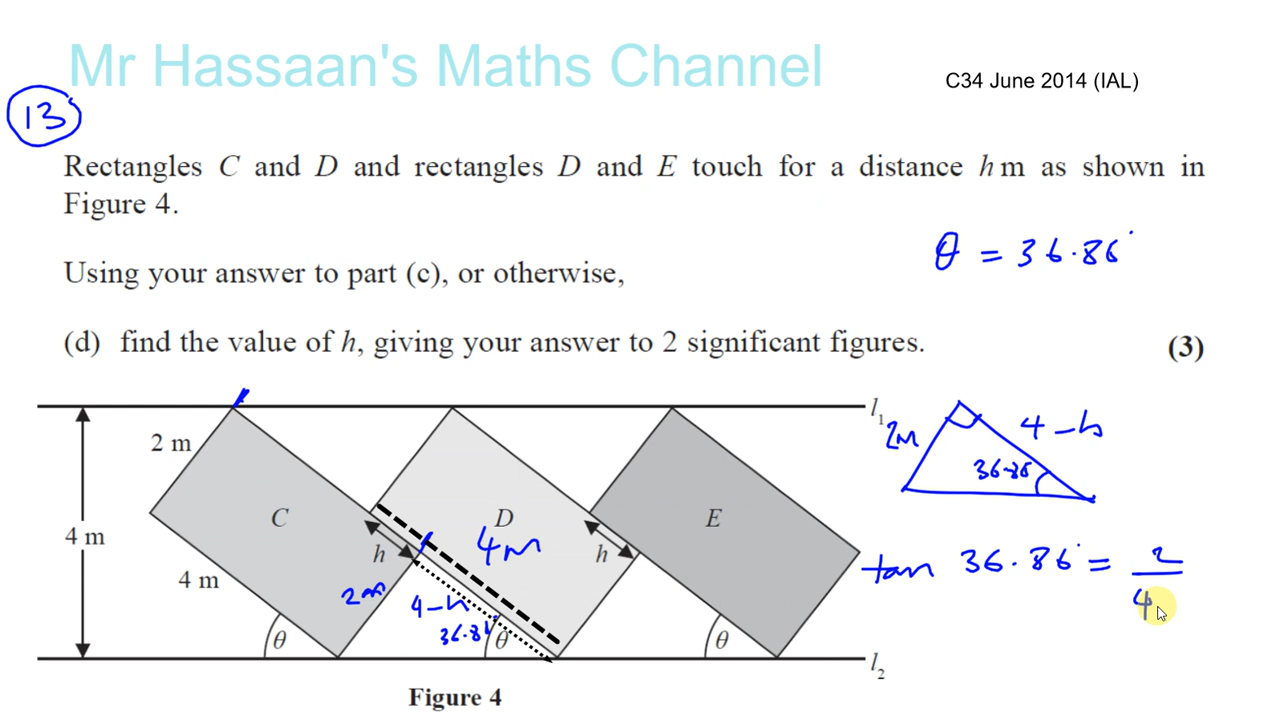 Mr Hassaan's Maths Channel
C34 June 2014 (IAL)
13
Rectangles C and D and rectangles D and E touch for a distance h m as shown in
Figure 4.
θ = 36.86°
Using your answer to part (c), or otherwise,
(d) find the value of h, giving your answer to 2 significant figures.
(3)
l₁
2 m
2m
4 - h
36.86
C
D
E
4 m
4m
h
h
tan 36.86° = 2
4
4 m
2m
4-h
36.86
θ
θ
θ
l₂
Figure 4